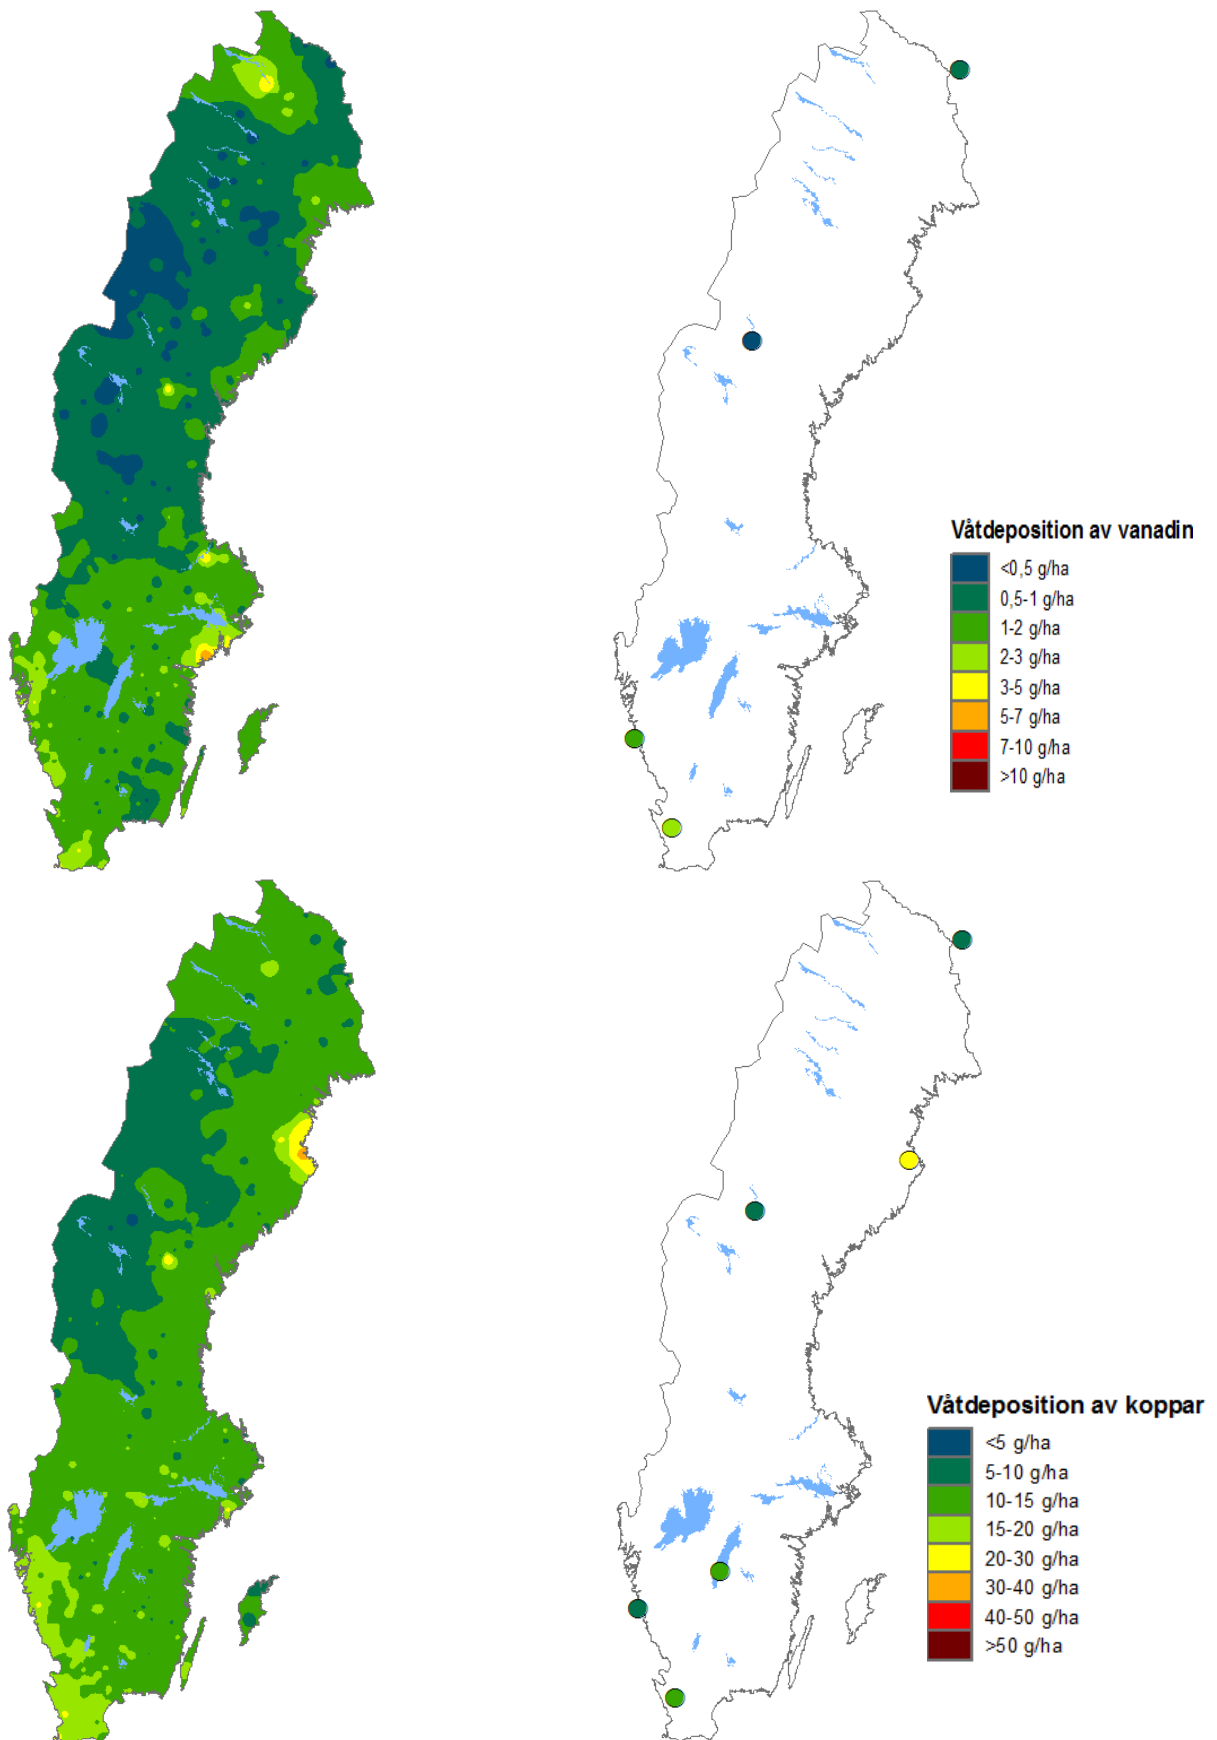 Våtdeposition av vanadin
<0,5 g/ha
0,5-1 g/ha
1-2 g/ha
2-3 g/ha
3-5 g/ha
5-7 g/ha
7-10 g/ha
>10 g/ha
Våtdeposition av koppar
<5 g/ha
5-10 g/ha
10-15 g/ha
15-20 g/ha
20-30 g/ha
30-40 g/ha
40-50 g/ha
>50 g/ha